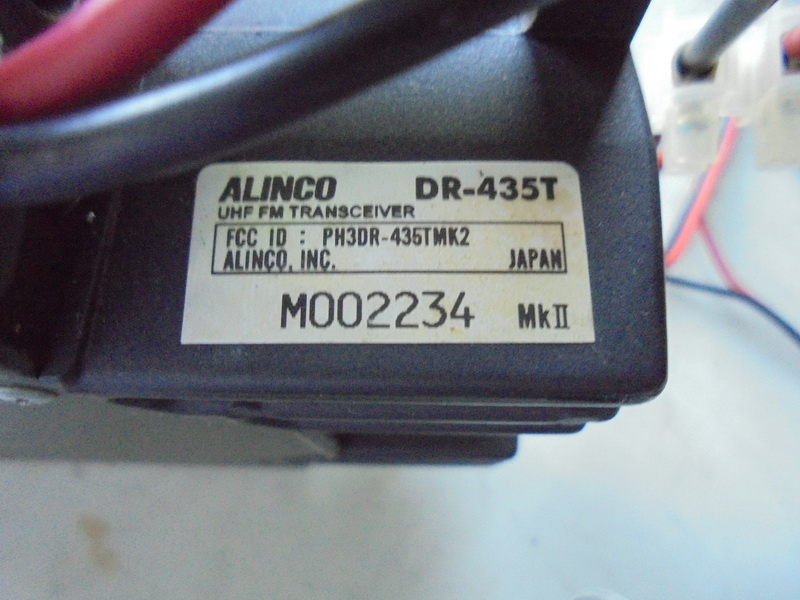 ALINCO DR-435T
UHF FM TRANSCEIVER
FCC ID : PH3DR-435TMK2
ALINCO, INC. JAPAN
M002234 MkⅡ